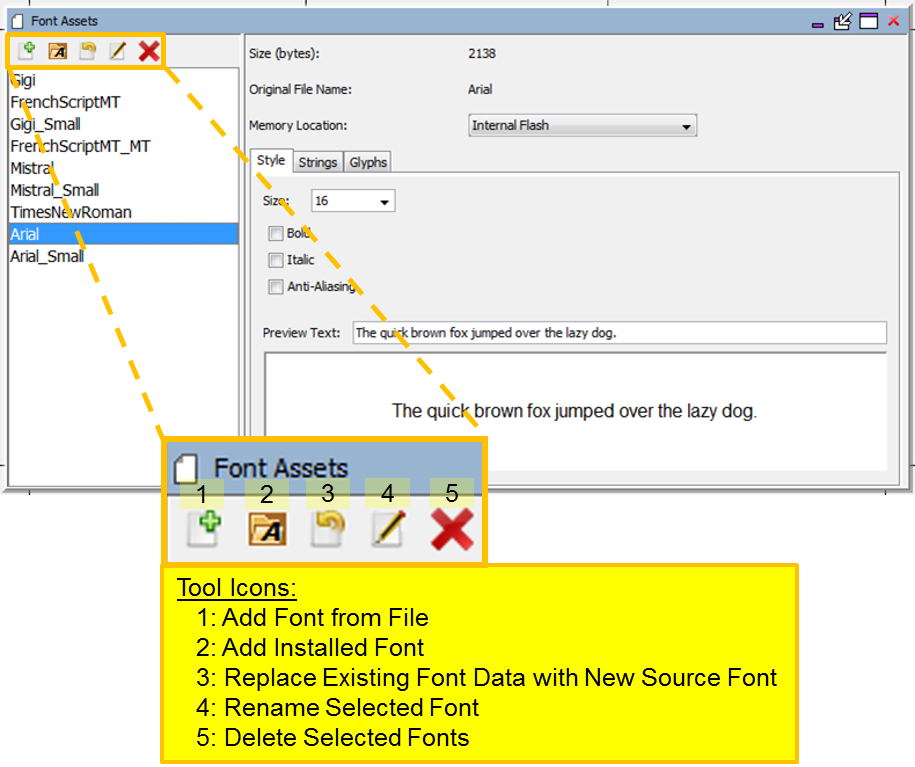 Font Assets
Gigi
FrenchScriptMT
Gigi_Small
FrenchScriptMT_MT
Mistral
Mistral_Small
TimesNewRoman
Arial
Arial_Small
Size (bytes): 2138
Original File Name: Arial
Memory Location: Internal Flash
Style Strings Glyphs
Size: 16
Bold
Italic
Anti-Aliasing
Preview Text: The quick brown fox jumped over the lazy dog.
The quick brown fox jumped over the lazy dog.
Font Assets
1 2 3 4 5
Tool Icons:
1: Add Font from File
2: Add Installed Font
3: Replace Existing Font Data with New Source Font
4: Rename Selected Font
5: Delete Selected Fonts